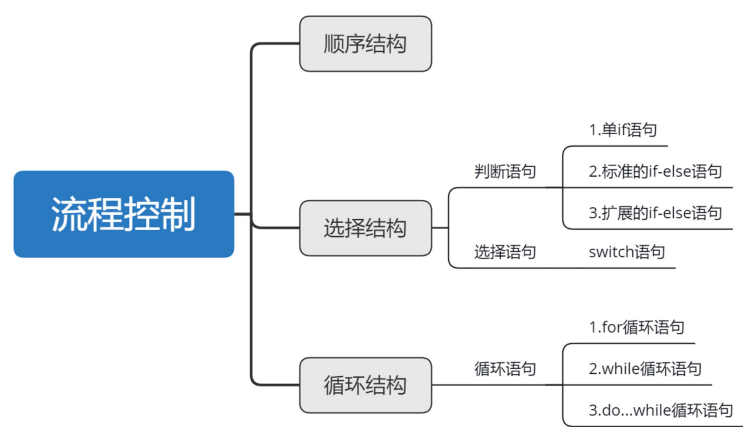 流程控制
顺序结构
选择结构
判断语句
1.单if语句
2.标准的if-else语句
3.扩展的if-else语句
选择语句
switch语句
循环结构
循环语句
1.for循环语句
2.while循环语句
3.do...while循环语句